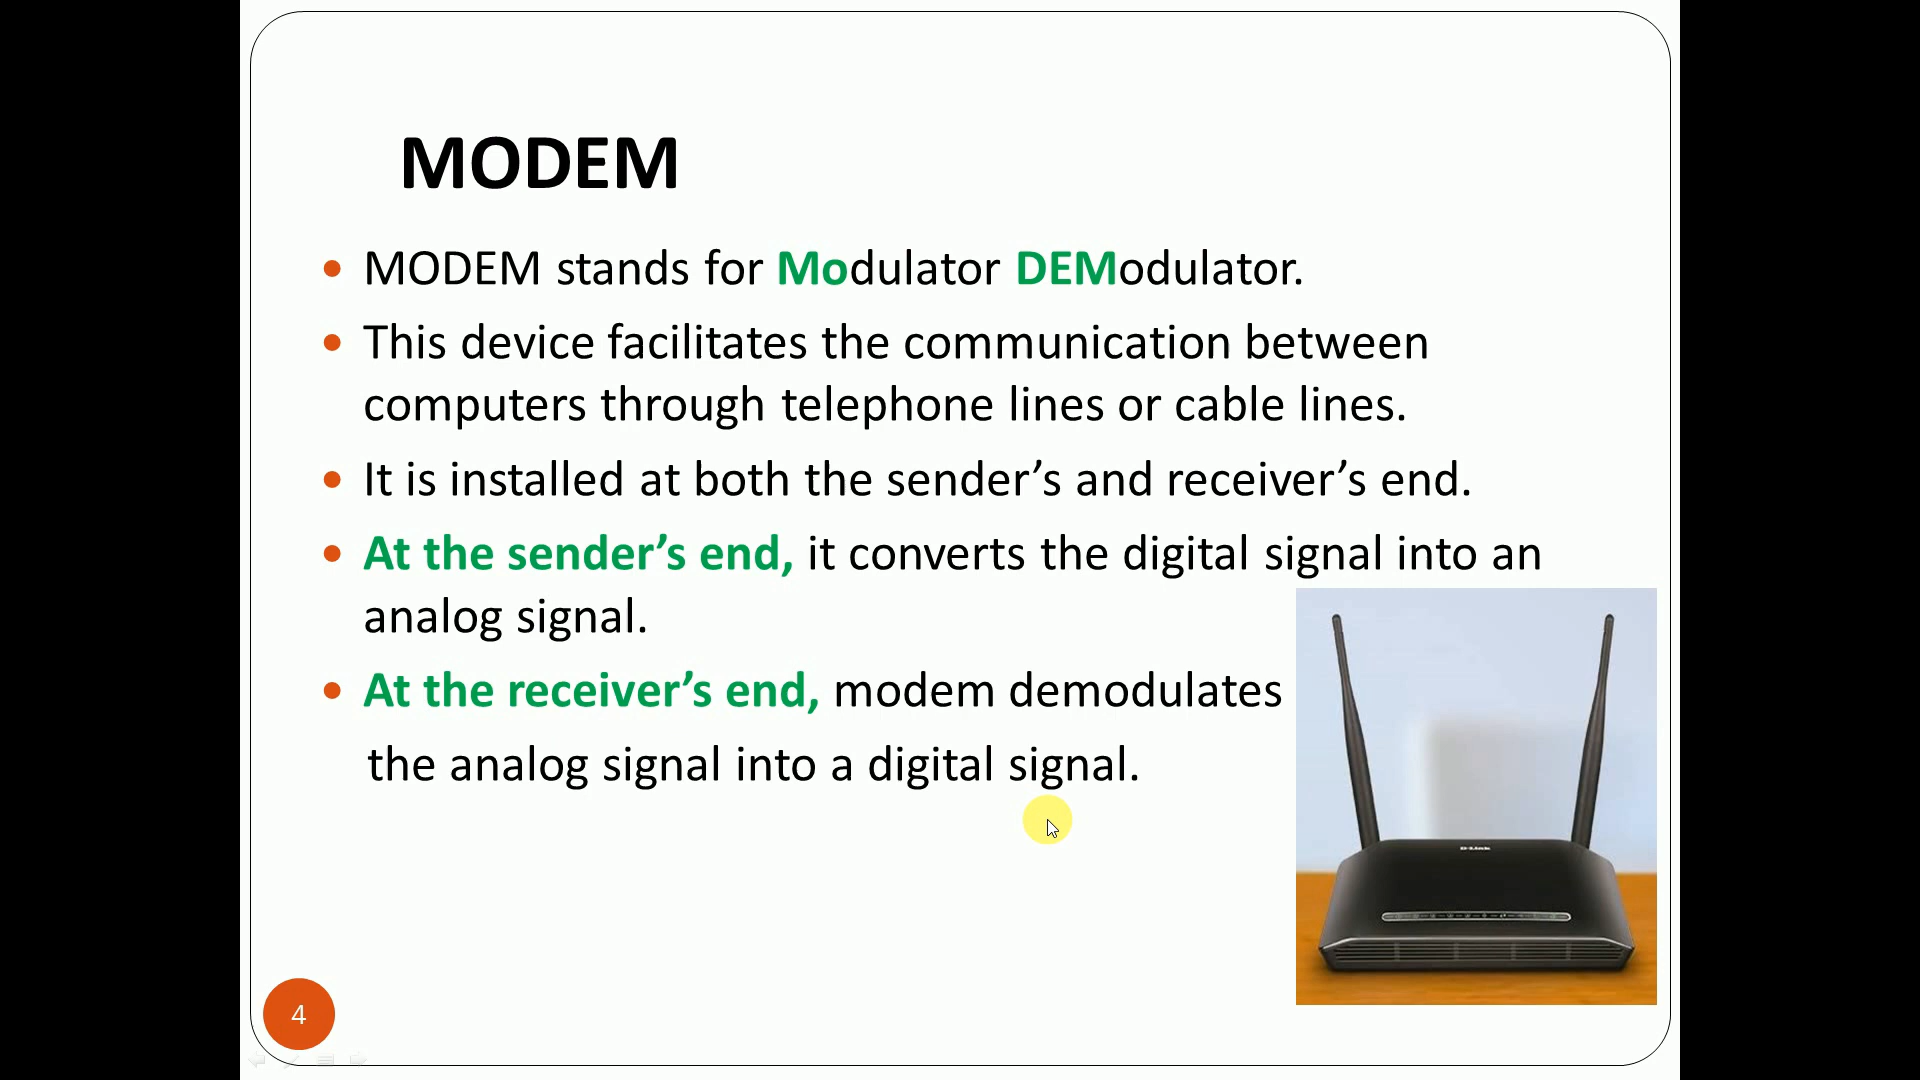 MODEM
• MODEM stands for Modulator DEModulator.
• This device facilitates the communication between
computers through telephone lines or cable lines.
• It is installed at both the sender’s and receiver’s end.
• At the sender’s end, it converts the digital signal into an
analog signal.
• At the receiver’s end, modem demodulates
the analog signal into a digital signal.
D-Link
4